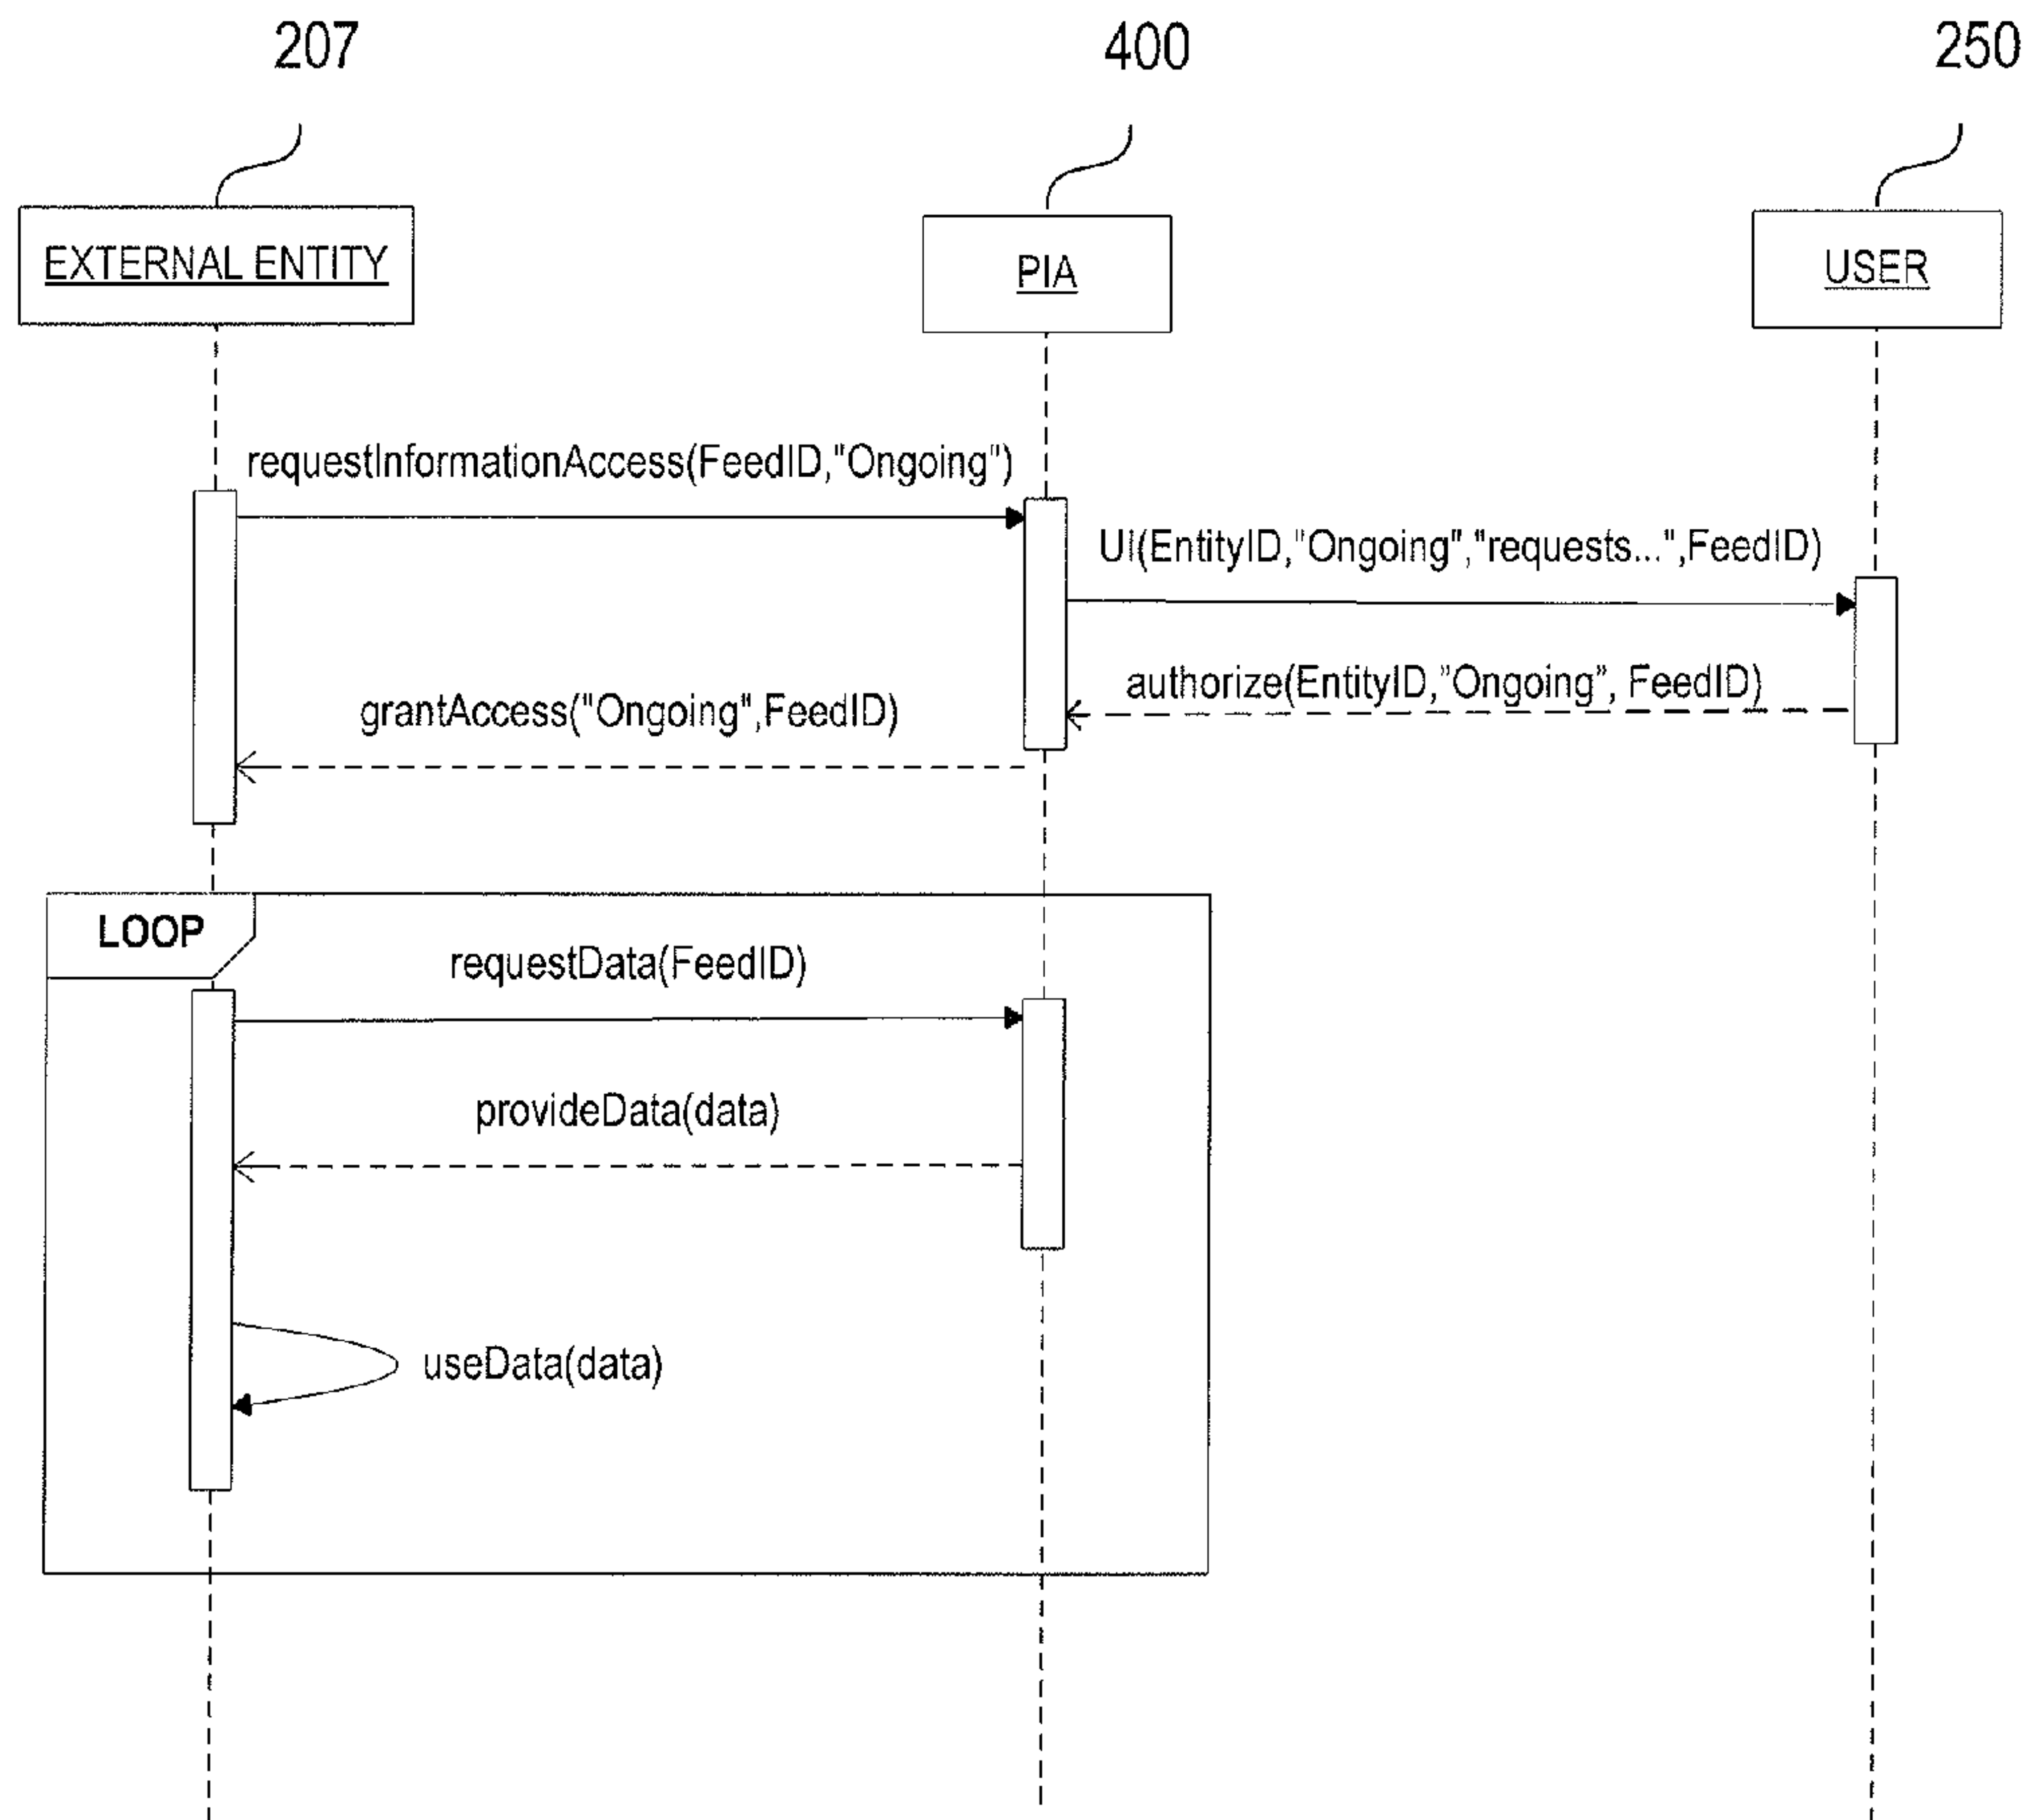 207
400
250
EXTERNAL ENTITY
PIA
USER
requestInformationAccess(FeedID,"Ongoing")
UI(EntityID,"Ongoing","requests...",FeedID)
authorize(EntityID,"Ongoing", FeedID)
grantAccess("Ongoing",FeedID)
LOOP
requestData(FeedID)
provideData(data)
useData(data)